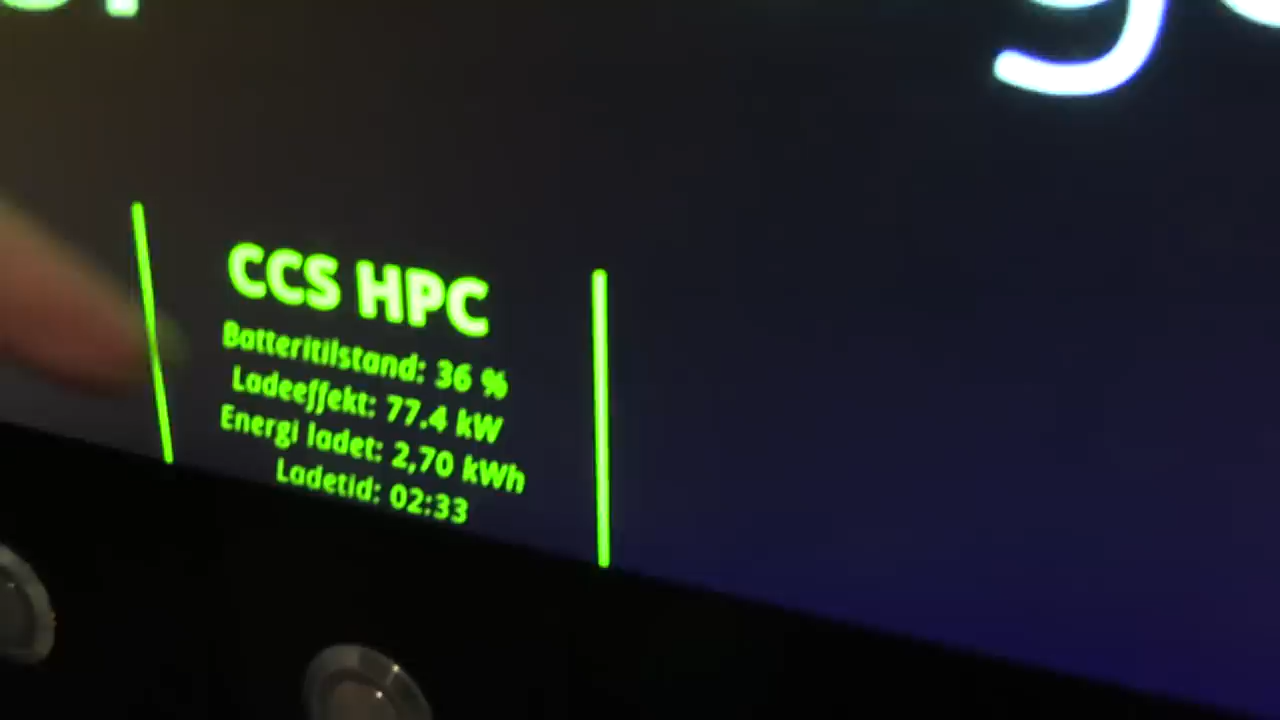 CCS HPC
Batteritilstand: 36 %
Ladeeffekt: 77.4 kW
Energi ladet: 2,70 kWh
Ladetid: 02:33